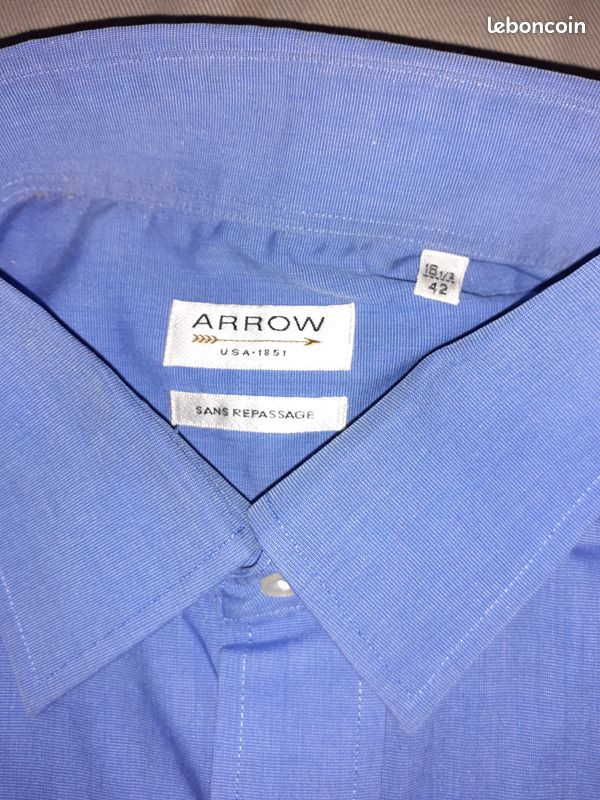 leboncoin
16 1/2
42
ARROW
USA·1851
SANS REPASSAGE